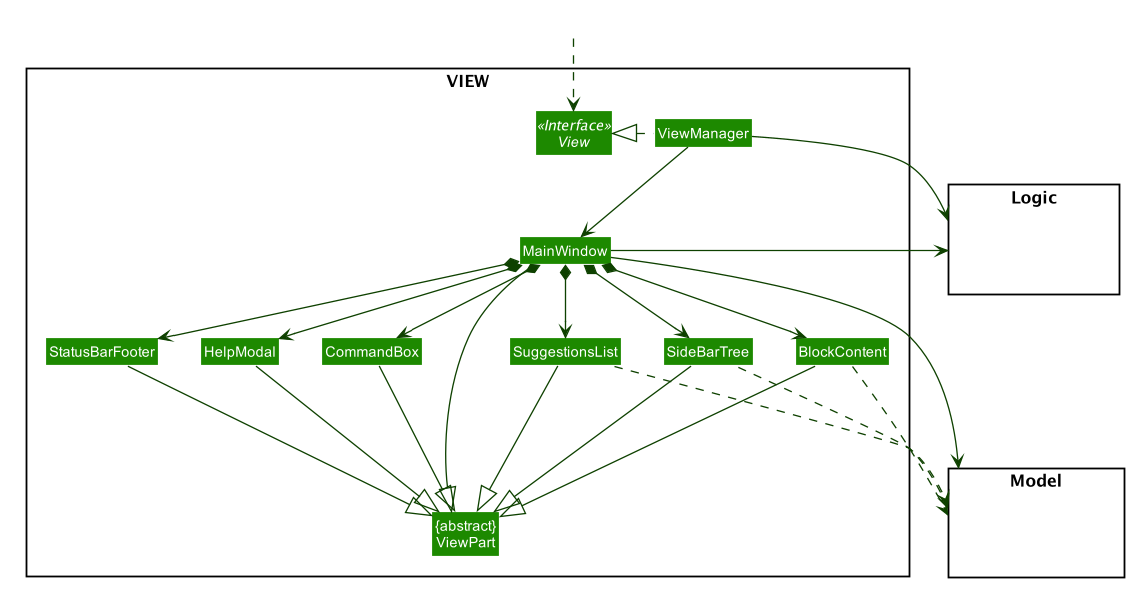 VIEW
«Interface»
View
ViewManager
Logic
MainWindow
StatusBarFooter
HelpModal
CommandBox
SuggestionsList
SideBarTree
BlockContent
Model
{abstract}
ViewPart